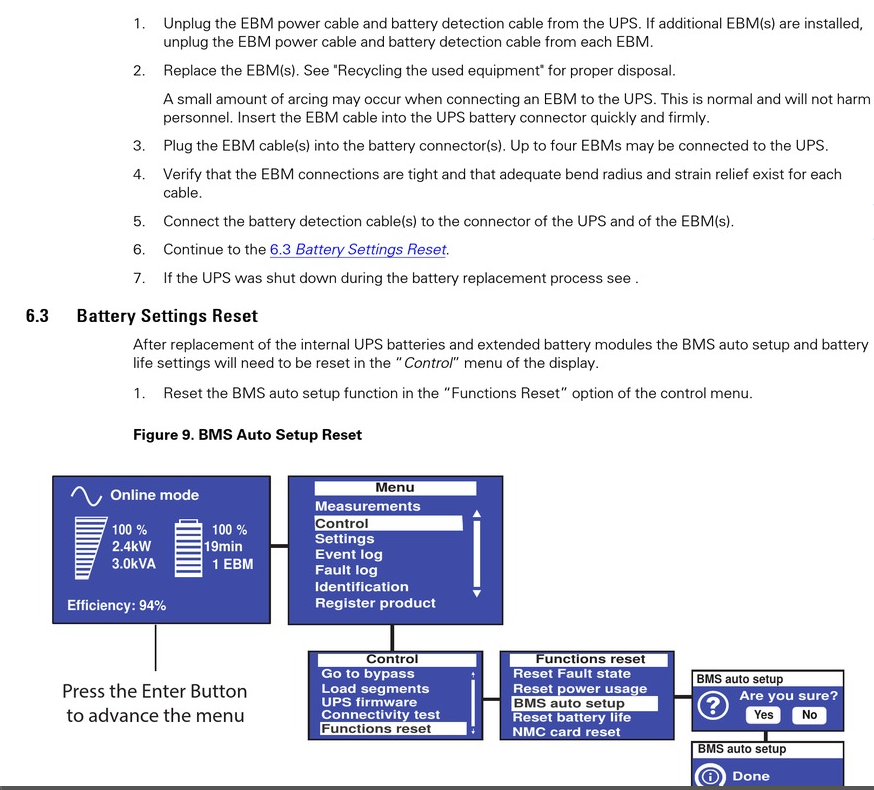 1. Unplug the EBM power cable and battery detection cable from the UPS. If additional EBM(s) are installed,
unplug the EBM power cable and battery detection cable from each EBM.
2. Replace the EBM(s). See "Recycling the used equipment" for proper disposal.
A small amount of arcing may occur when connecting an EBM to the UPS. This is normal and will not harm
personnel. Insert the EBM cable into the UPS battery connector quickly and firmly.
3. Plug the EBM cable(s) into the battery connector(s). Up to four EBMs may be connected to the UPS.
4. Verify that the EBM connections are tight and that adequate bend radius and strain relief exist for each
cable.
5. Connect the battery detection cable(s) to the connector of the UPS and of the EBM(s).
6. Continue to the 6.3 Battery Settings Reset.
7. If the UPS was shut down during the battery replacement process see .
6.3 Battery Settings Reset
After replacement of the internal UPS batteries and extended battery modules the BMS auto setup and battery
life settings will need to be reset in the “Control” menu of the display.
1. Reset the BMS auto setup function in the “Functions Reset” option of the control menu.
Figure 9. BMS Auto Setup Reset
Online mode
100 % 100 %
2.4kW 19min
3.0kVA 1 EBM
Efficiency: 94%
Press the Enter Button
to advance the menu
Menu
Measurements
Control
Settings
Event log
Fault log
Identification
Register product
Control
Go to bypass
Load segments
UPS firmware
Connectivity test
Functions reset
Functions reset
Reset Fault state
Reset power usage
BMS auto setup
Reset battery life
NMC card reset
BMS auto setup
? Are you sure?
Yes No
BMS auto setup
i Done